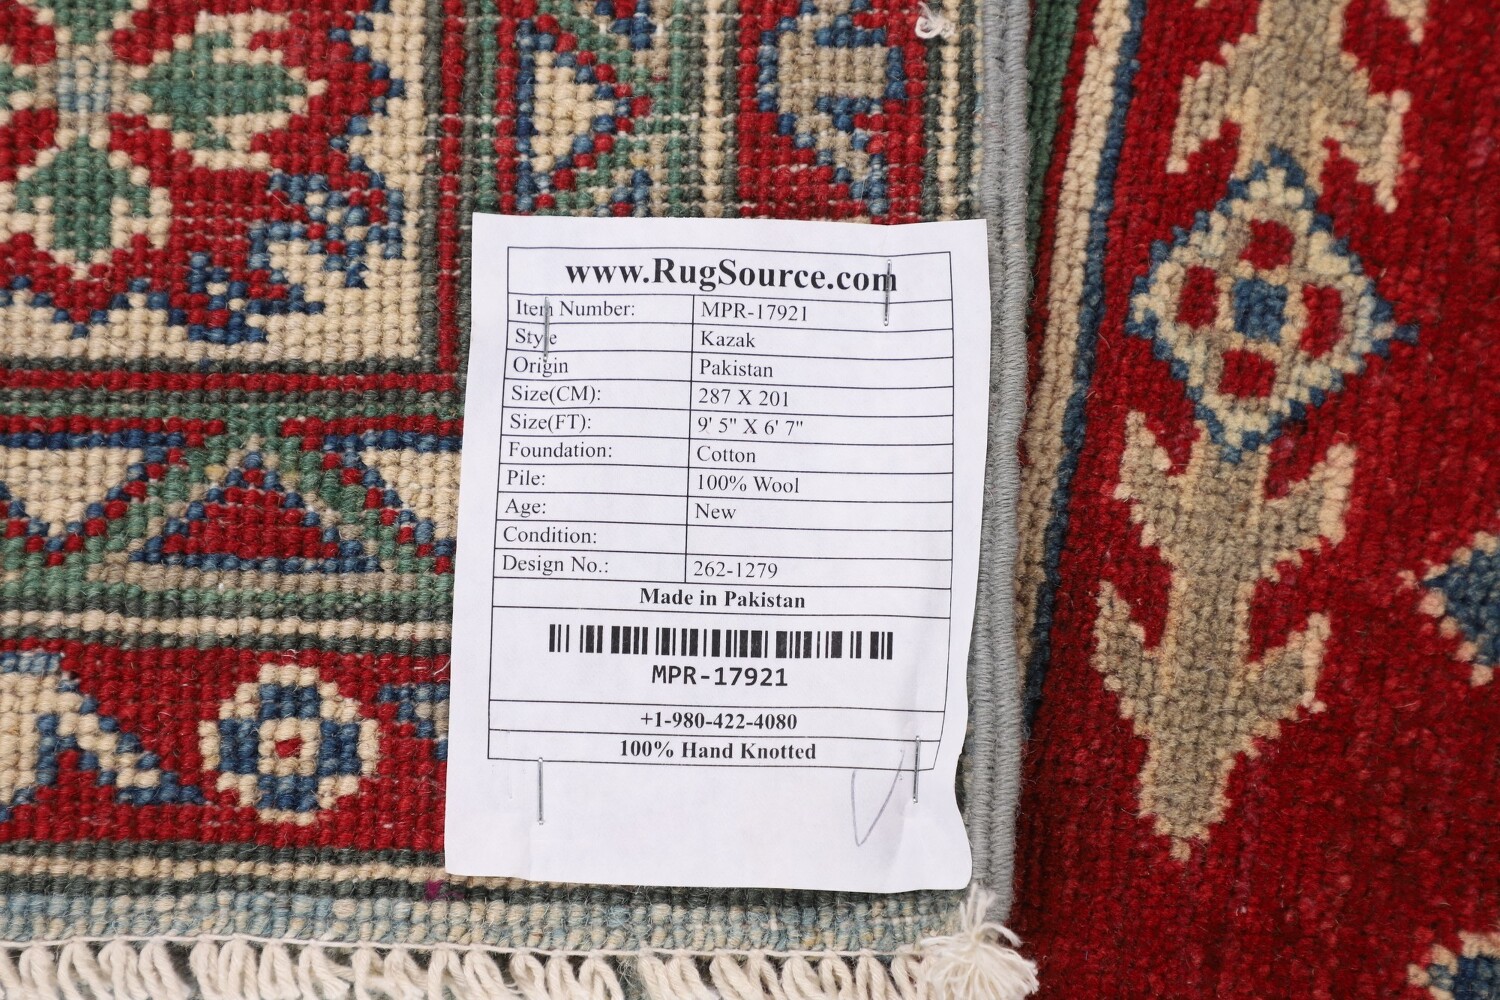 www.RugSource.com
Item Number: MPR-17921
Style Kazak
Origin Pakistan
Size(CM): 287 X 201
Size(FT): 9' 5" X 6' 7"
Foundation: Cotton
Pile: 100% Wool
Age: New
Condition:
Design No.: 262-1279
Made in Pakistan
MPR-17921
+1-980-422-4080
100% Hand Knotted